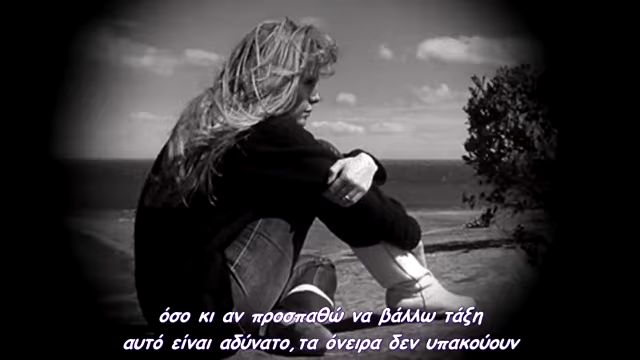 όσο κι αν προσπαθώ να βάλλω τάξη
αυτό είναι αδύνατο,τα όνειρα δεν υπακούουν